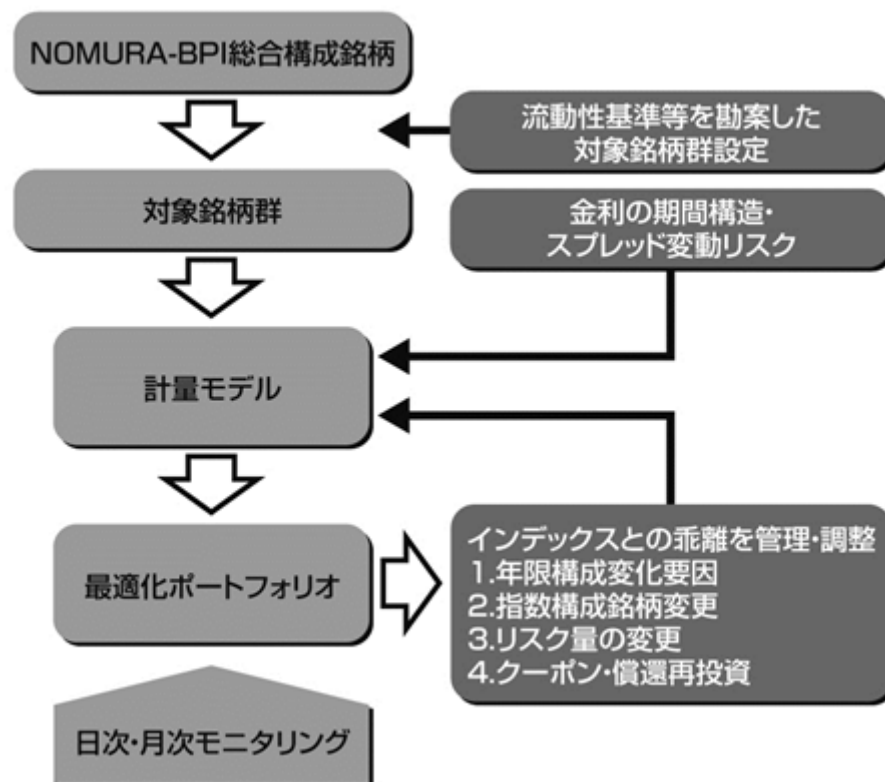 NOMURA-BPI総合構成銘柄
流動性基準等を勘案した
対象銘柄群設定
対象銘柄群
金利の期間構造・
スプレッド変動リスク
計量モデル
最適化ポートフォリオ
インデックスとの乖離を管理・調整
1.年限構成変化要因
2.指数構成銘柄変更
3.リスク量の変更
4.クーポン・償還再投資
日次・月次モニタリング